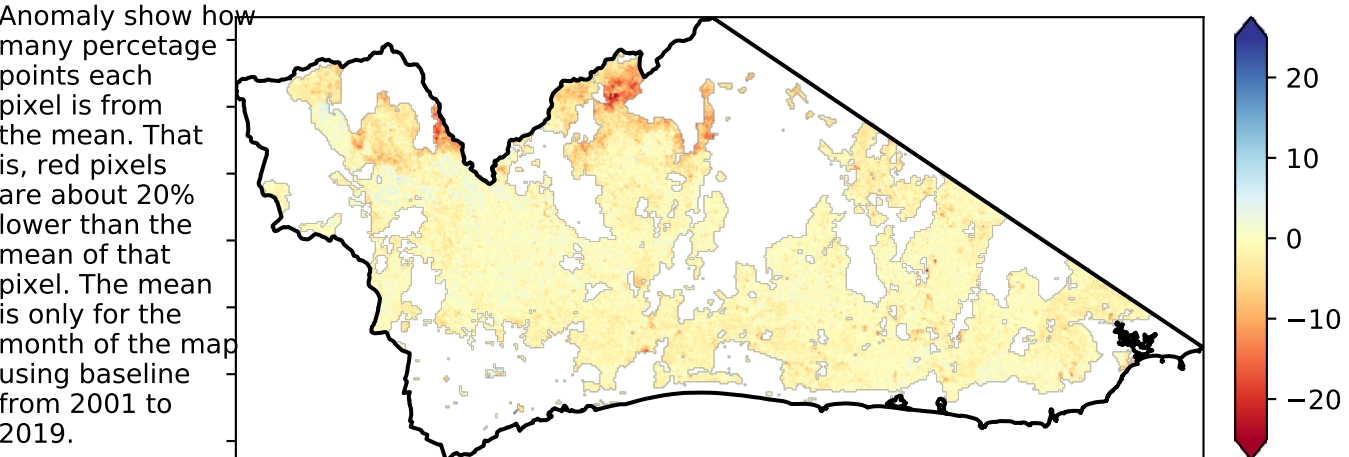 Anomaly show how
many percetage
points each
pixel is from
the mean. That
is, red pixels
are about 20%
lower than the
mean of that
pixel. The mean
is only for the
month of the map
using baseline
from 2001 to
2019.
20
10
0
−10
−20